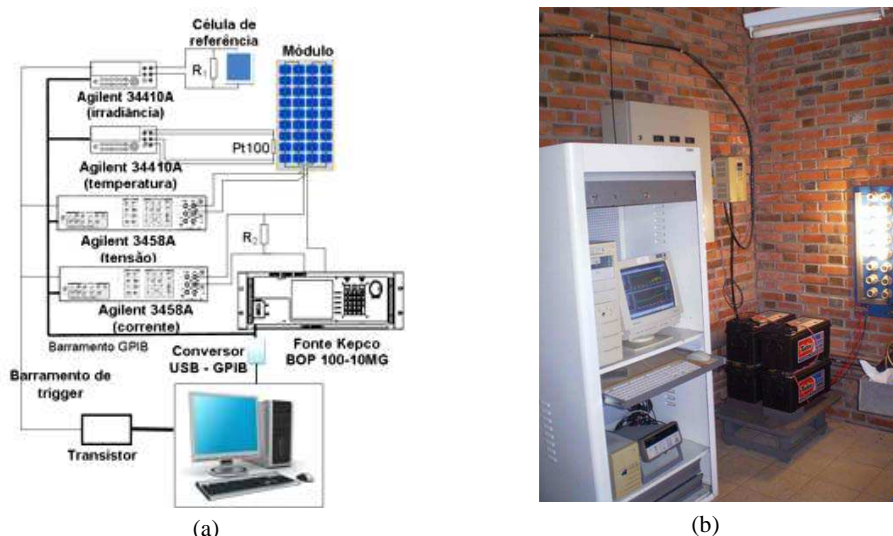 Célula de
referência
Módulo
R1
Agilent 34410A
(irradiância)
Pt100
Agilent 34410A
(temperatura)
Agilent 3458A
(tensão)
R2
Agilent 3458A
(corrente)
Barramento GPIB
Conversor
USB - GPIB
Fonte Kepco
BOP 100-10MG
Barramento de
trigger
Transistor
(a)
(b)